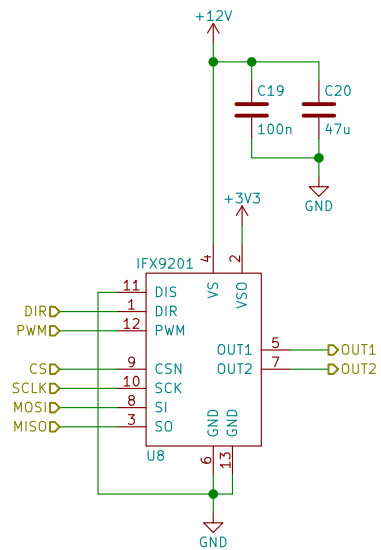 +12V
C19
100n
C20
47u
GND
+3V3
IFX9201
4
VS
2
VSO
11
DIS
DIR
1
DIR
PWM
12
PWM
OUT1
5
OUT1
OUT2
7
OUT2
CS
9
CSN
SCLK
10
SCK
MOSI
8
SI
MISO
3
SO
GND
6
GND
13
U8
GND